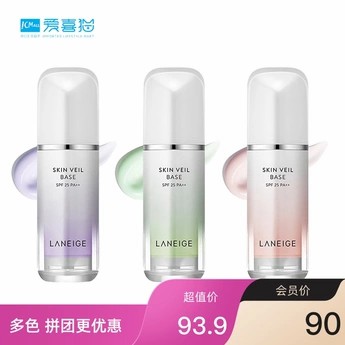 JCMALL 爱喜猫
SKIN VEIL
BASE
SPF 25 PA++
LANEIGE
SKIN VEIL
BASE
SPF 25 PA++
LANEIGE
SKIN VEIL
BASE
SPF 25 PA++
LANEIGE
多色 拼团更优惠
超值价
93.9
会员价
90